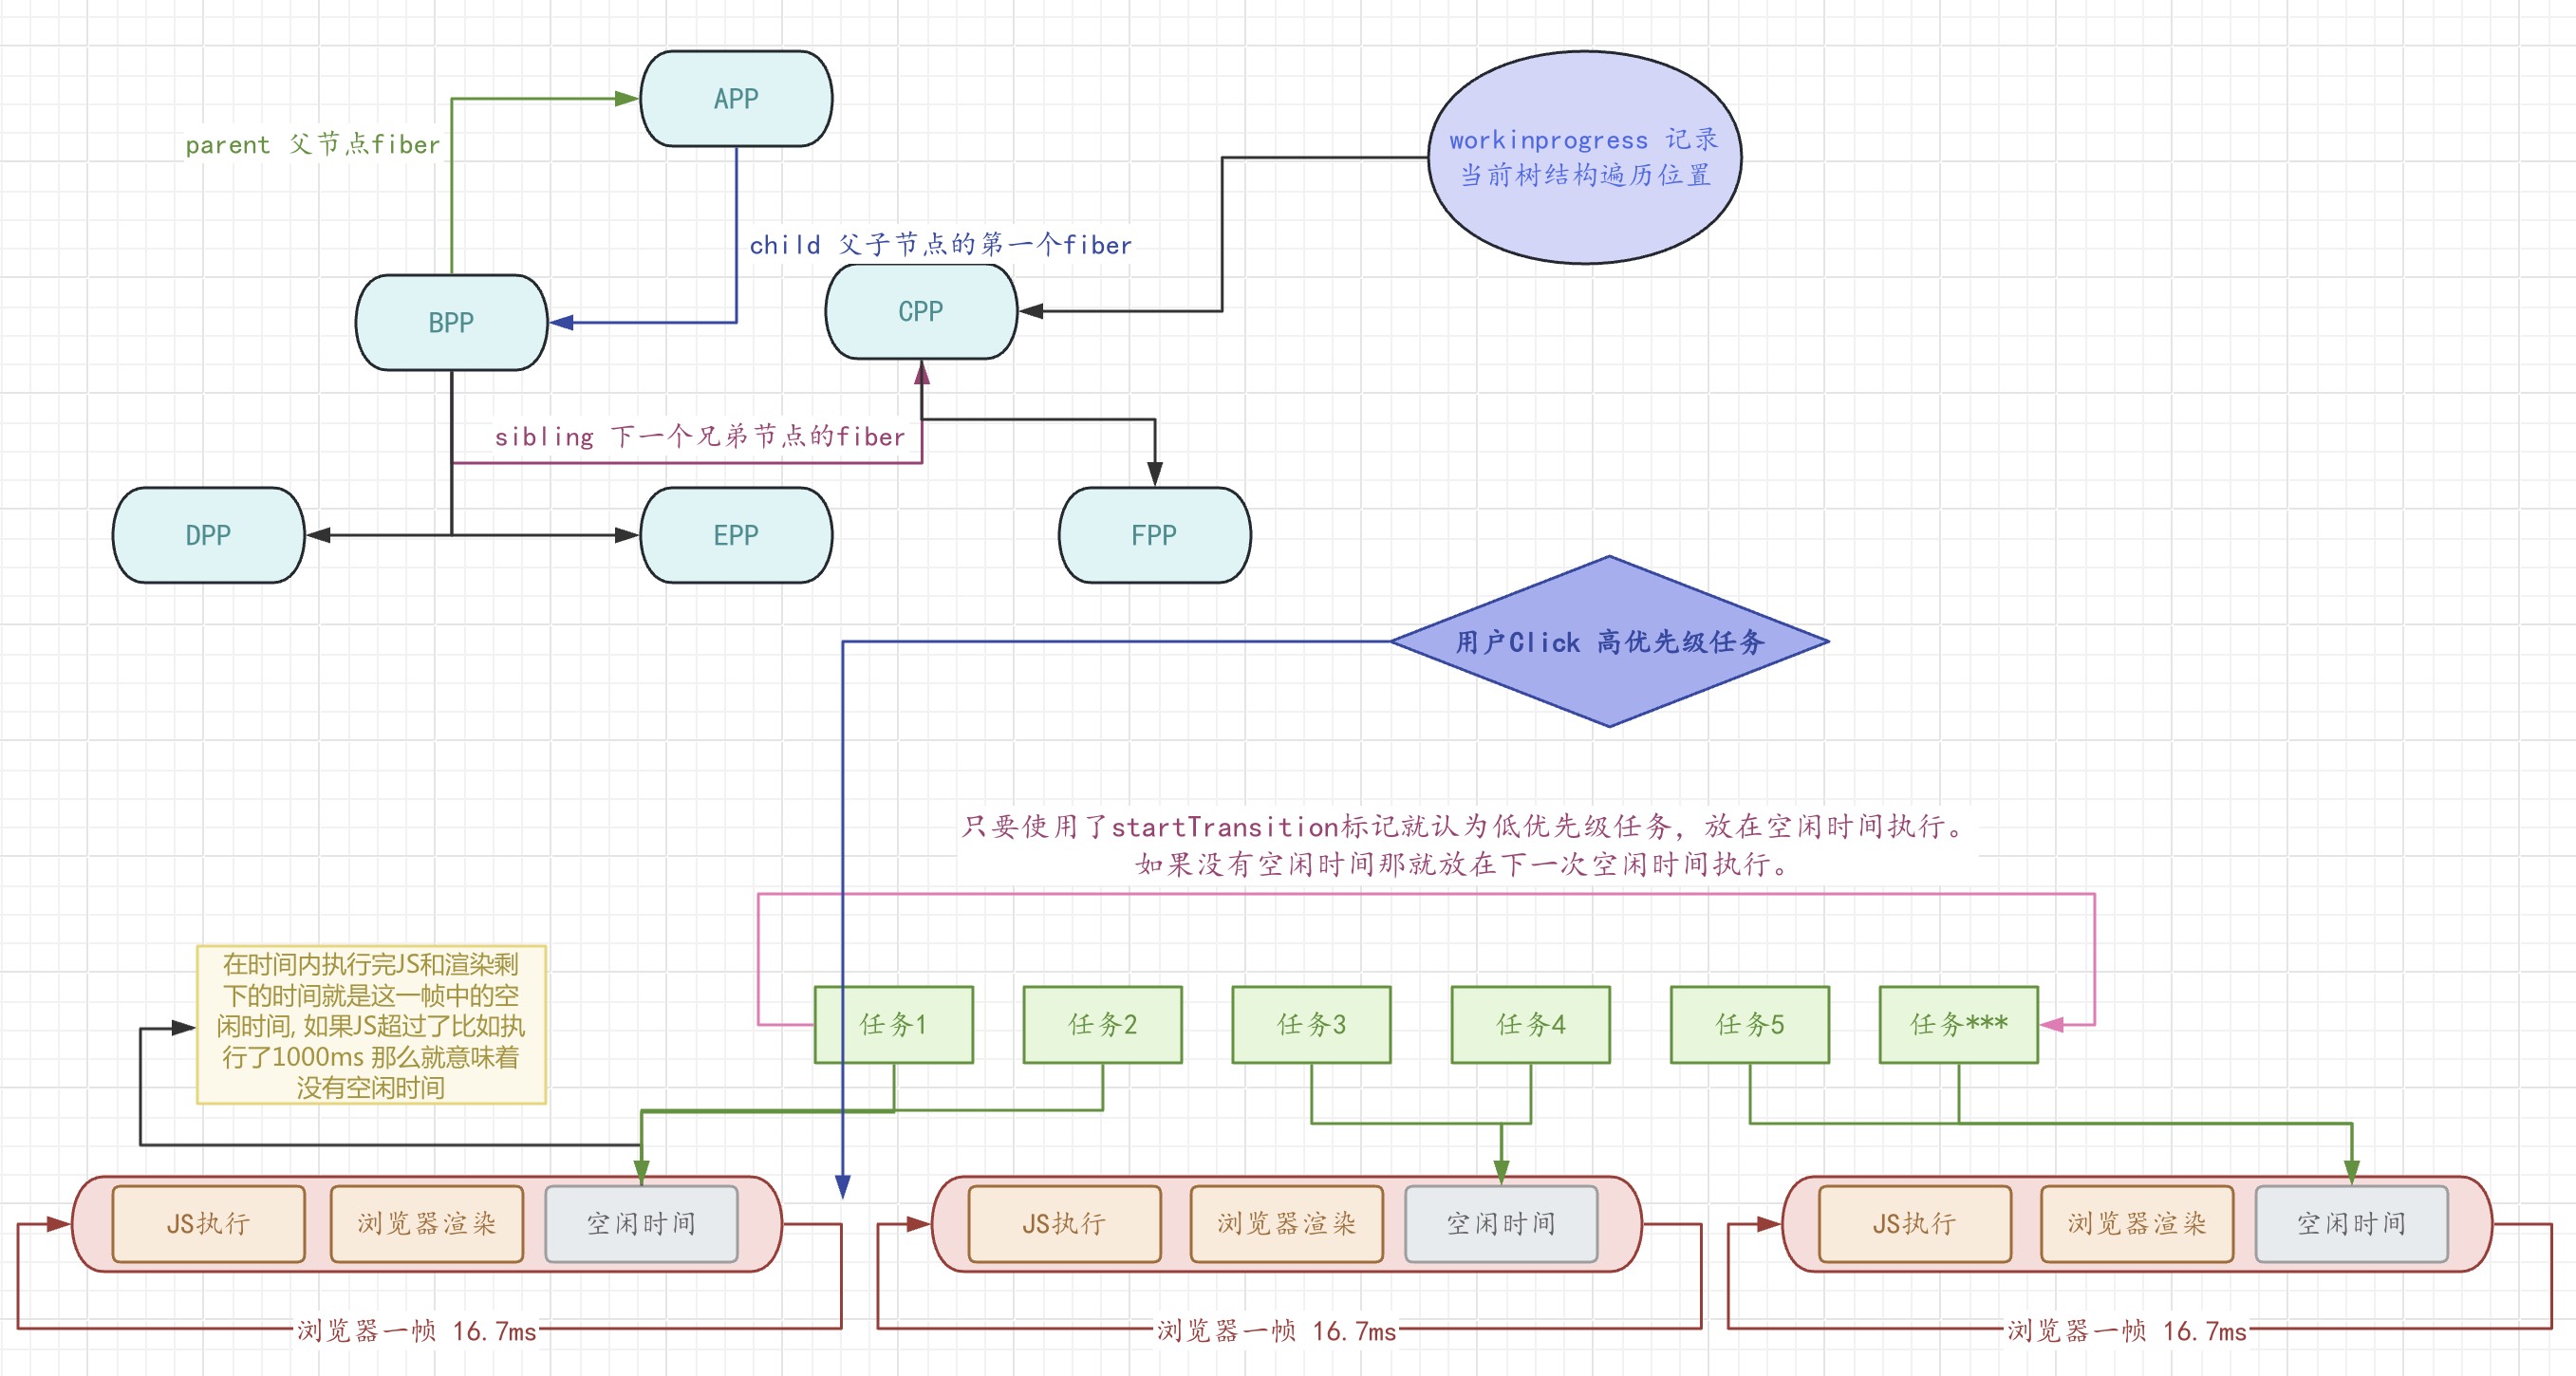 APP
parent 父节点fiber
workinprogress 记录
当前树结构遍历位置
child 父子节点的第一个fiber
BPP
CPP
sibling 下一个兄弟节点的fiber
DPP
EPP
FPP
用户Click 高优先级任务
只要使用了startTransition标记就认为低优先级任务，放在空闲时间执行。
如果没有空闲时间那就放在下一次空闲时间执行。
在时间内执行完JS和渲染剩
下的时间就是这一帧中的空
闲时间, 如果JS超过了比如执
行了1000ms 那么就意味着
没有空闲时间
任务1
任务2
任务3
任务4
任务5
任务***
JS执行
浏览器渲染
空闲时间
JS执行
浏览器渲染
空闲时间
JS执行
浏览器渲染
空闲时间
浏览器一帧 16.7ms
浏览器一帧 16.7ms
浏览器一帧 16.7ms